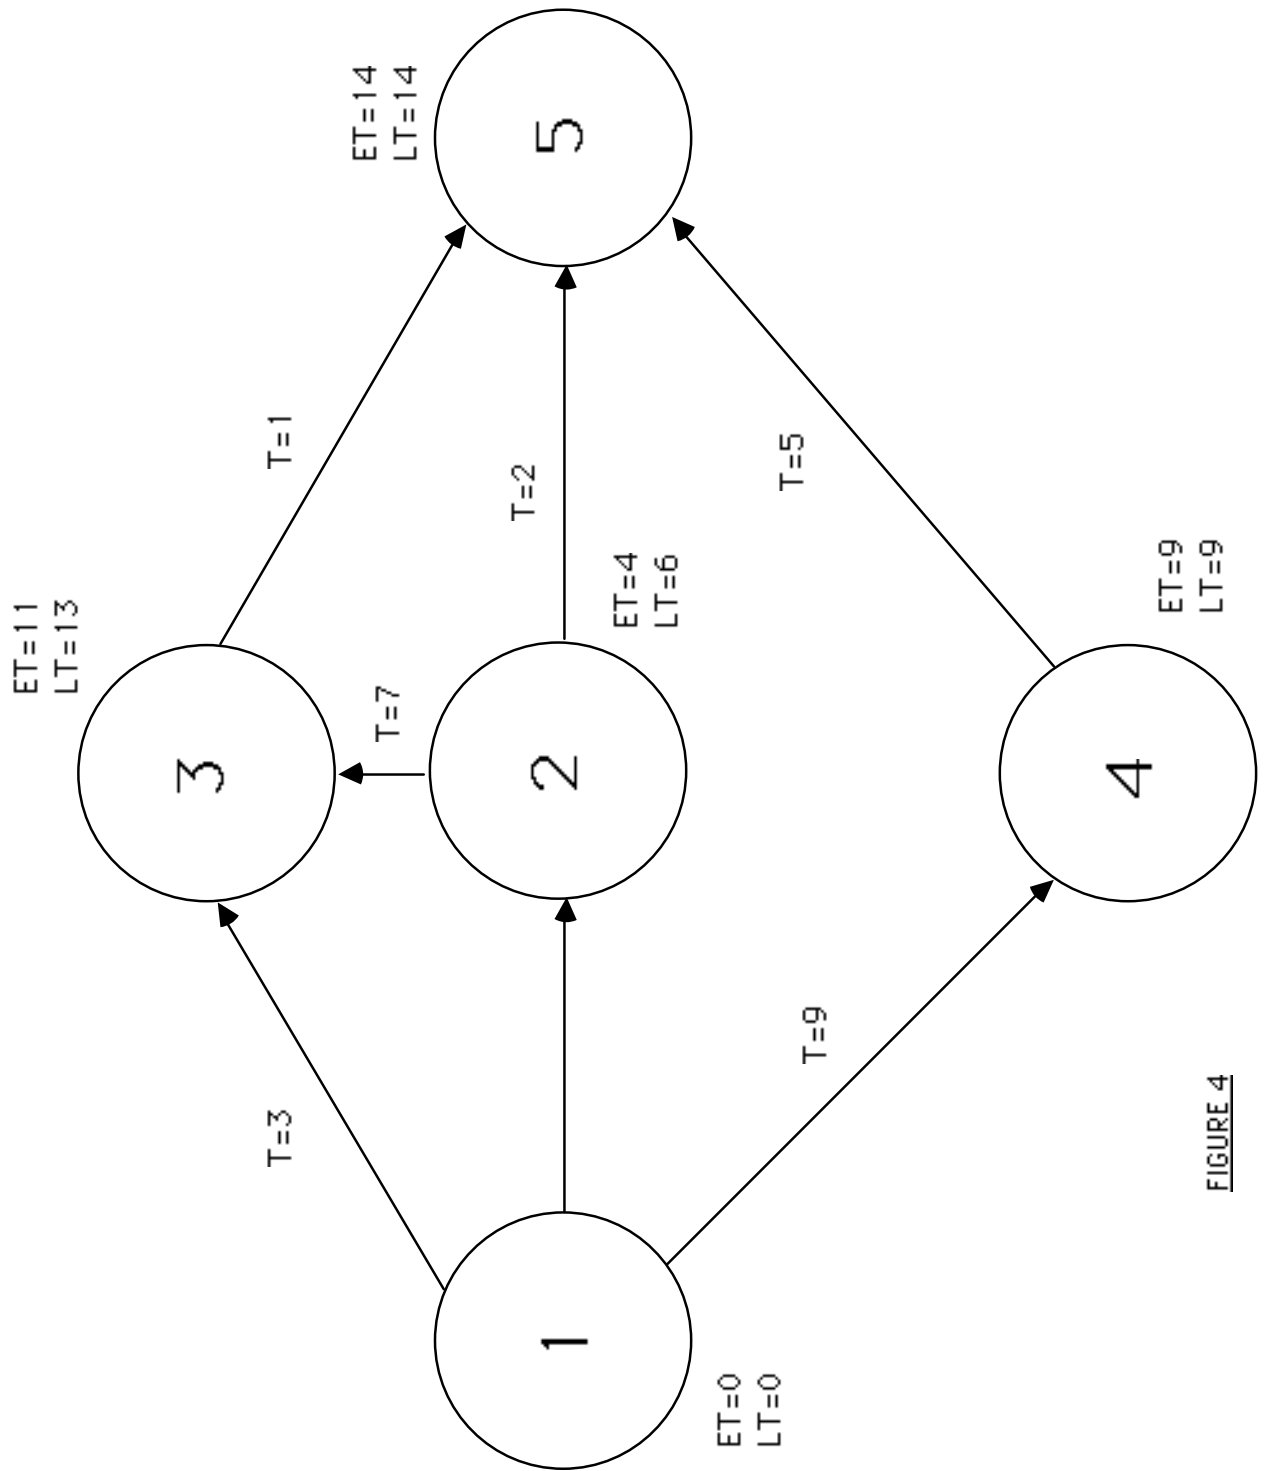 ET=11
LT=13
3
T=3
T=1
T=7
ET=14
LT=14
5
T=2
2
ET=4
LT=6
1
ET=0
LT=0
T=9
T=5
4
ET=9
LT=9
FIGURE 4